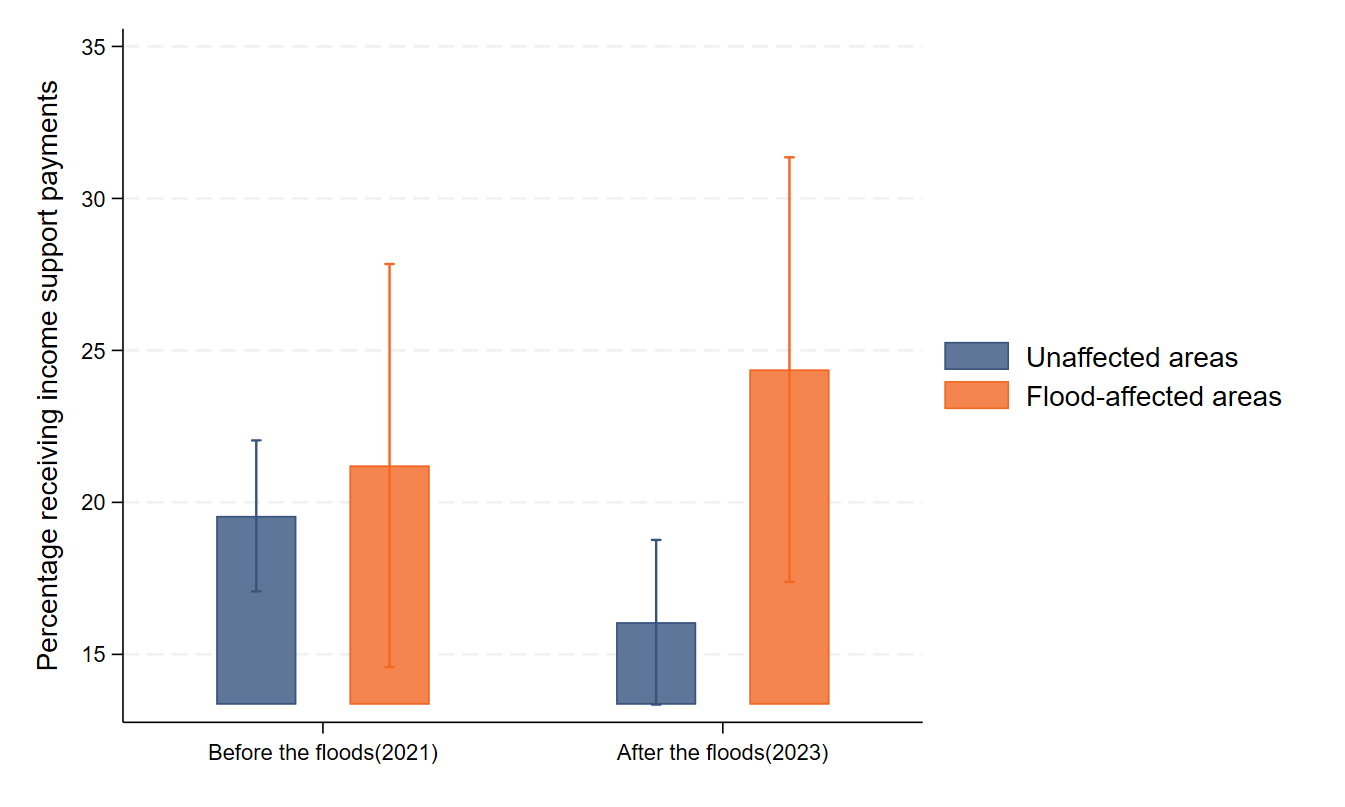 Percentage receiving income support payments
35
30
25
20
15
Before the floods(2021)
After the floods(2023)
Unaffected areas
Flood-affected areas